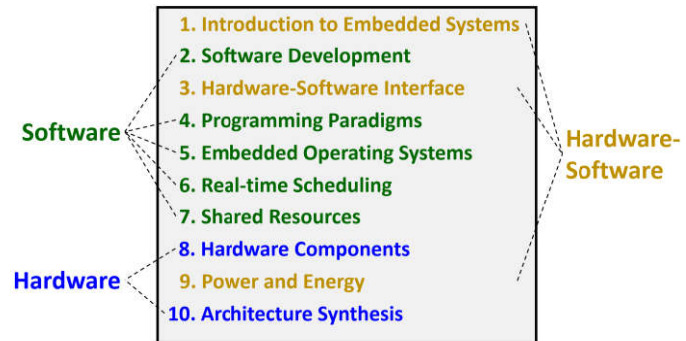 1. Introduction to Embedded Systems
2. Software Development
3. Hardware-Software Interface
4. Programming Paradigms
5. Embedded Operating Systems
6. Real-time Scheduling
7. Shared Resources
8. Hardware Components
9. Power and Energy
10. Architecture Synthesis
Software
Hardware
Hardware-
Software